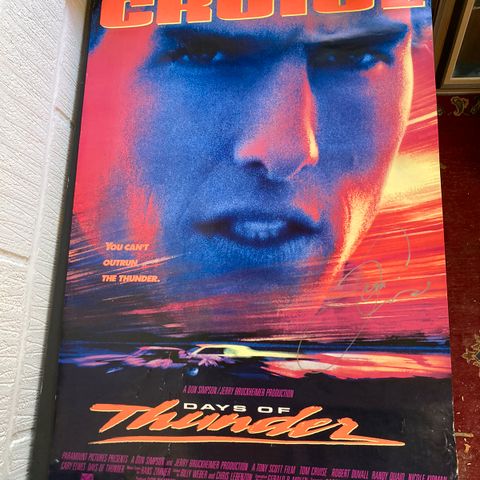 CRUISE
YOU CAN'T
OUTRUN
THE THUNDER.
A DON SIMPSON/JERRY BRUCKHEIMER PRODUCTION
DAYS OF
Thunder
PARAMOUNT PICTURES PRESENTS A DON SIMPSON AND JERRY BRUCKHEIMER PRODUCTION A TONY SCOTT FILM TOM CRUISE ROBERT DUVALL RANDY QUAID NICOLE KIDMAN
CARY ELWES DAYS OF THUNDER HANS ZIMMER BILLY WEBER AND CHRIS LEBENZON